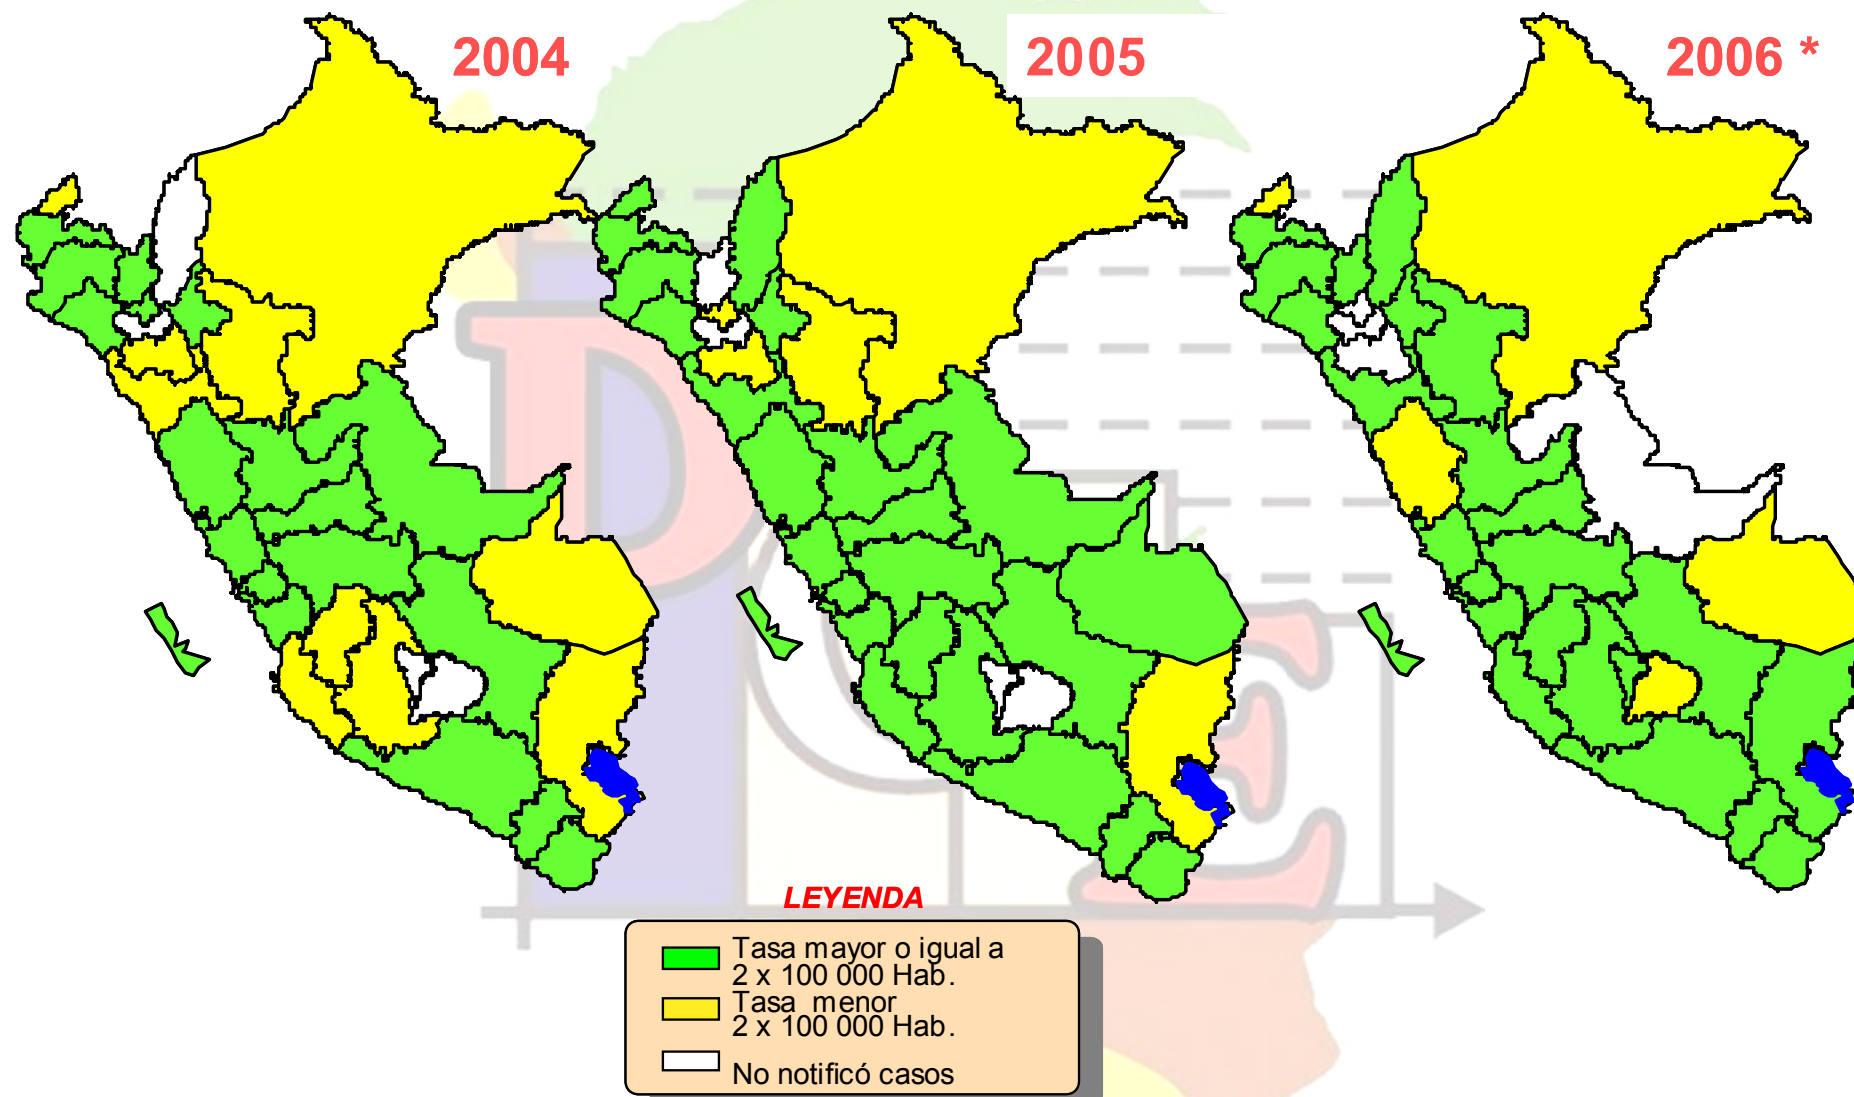 2004
2005
2006 *
LEYENDA
Tasa mayor o igual a
2 x 100 000 Hab.
Tasa menor
2 x 100 000 Hab.
No notificó casos